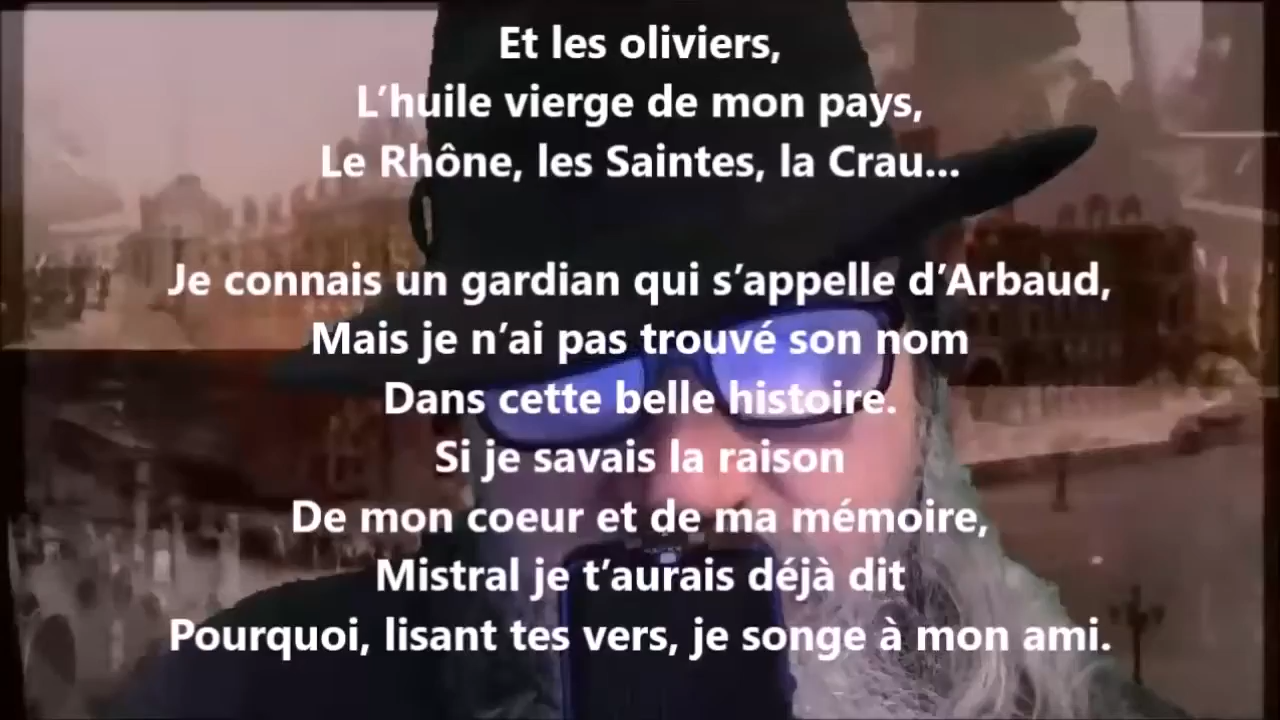 Et les oliviers,
L’huile vierge de mon pays,
Le Rhône, les Saintes, la Crau...
Je connais un gardian qui s’appelle d’Arbaud,
Mais je n’ai pas trouvé son nom
Dans cette belle histoire.
Si je savais la raison
De mon coeur et de ma mémoire,
Mistral je t’aurais déjà dit
Pourquoi, lisant tes vers, je songe à mon ami.